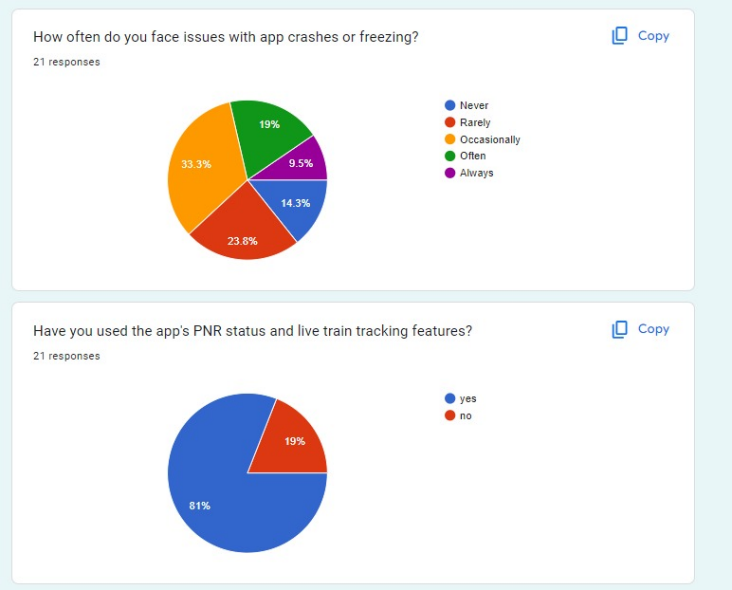 How often do you face issues with app crashes or freezing?
Copy
21 responses
19%
33.3%
9.5%
14.3%
23.8%
Never
Rarely
Occasionally
Often
Always
Have you used the app's PNR status and live train tracking features?
Copy
21 responses
19%
81%
yes
no